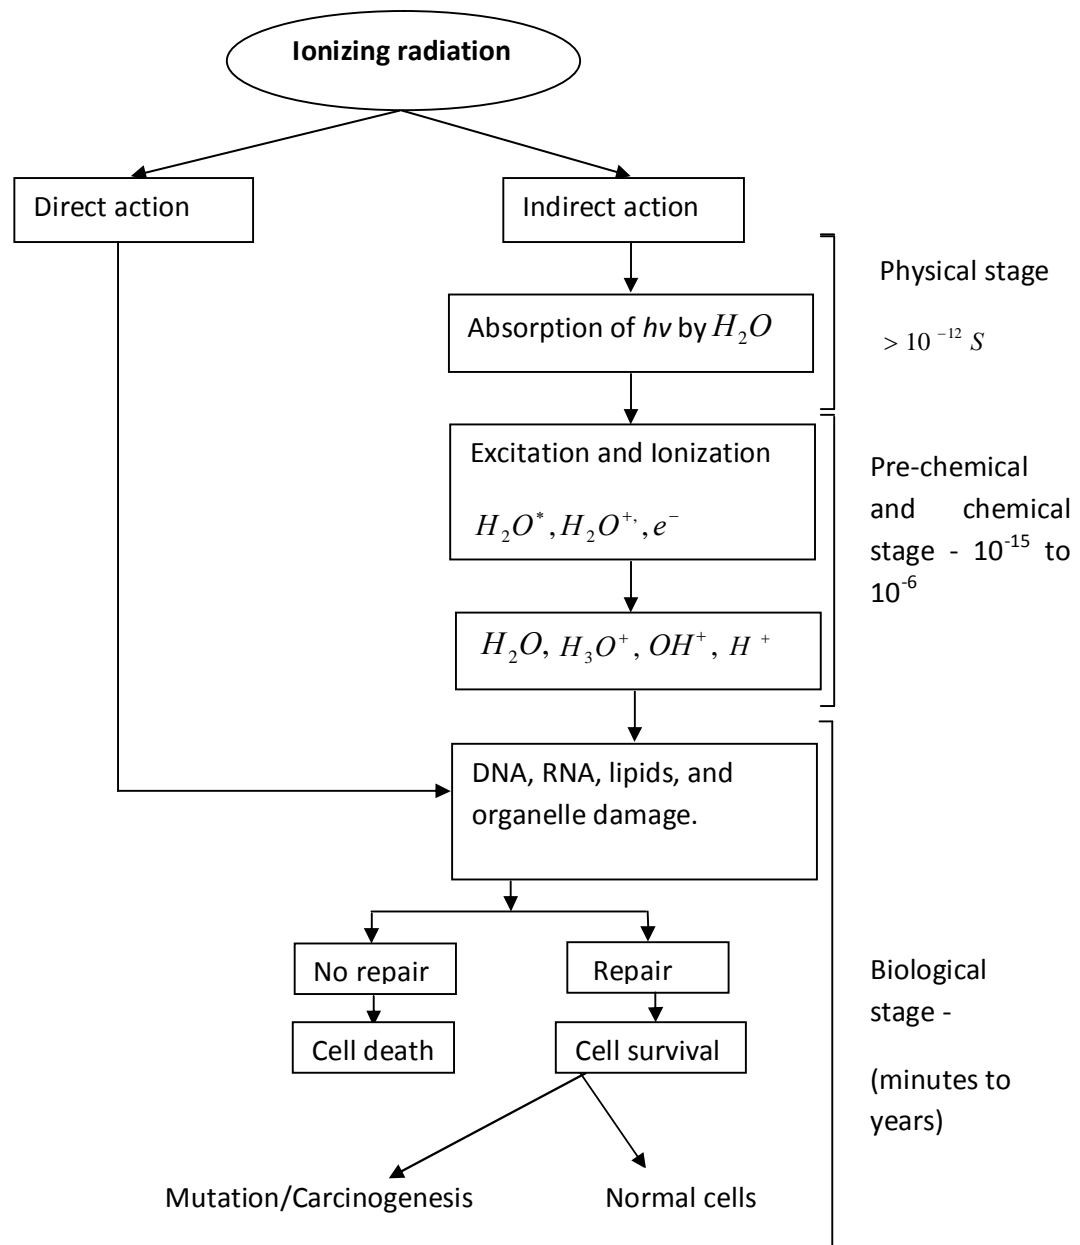 Ionizing radiation
Direct action
Indirect action
Physical stage
> 10⁻¹² S
Absorption of hv by H₂O
Excitation and Ionization
H₂O*, H₂O⁺,, e⁻
Pre-chemical
and chemical
stage - 10⁻¹⁵ to
10⁻⁶
H₂O, H₃O⁺, OH⁺, H⁺
DNA, RNA, lipids, and
organelle damage.
No repair
Repair
Cell death
Cell survival
Biological
stage -
(minutes to
years)
Mutation/Carcinogenesis
Normal cells